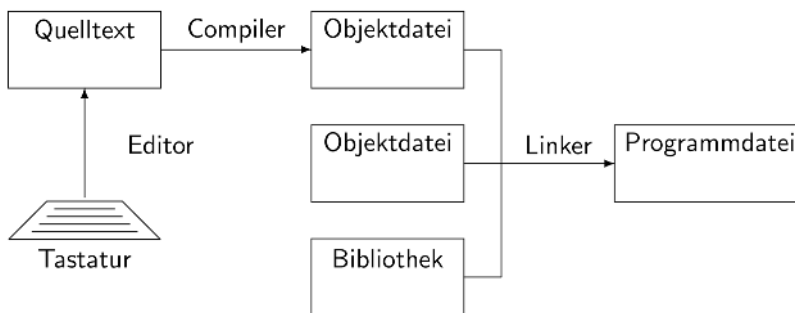 Quelltext
Compiler
Objektdatei
Editor
Objektdatei
Linker
Programmdatei
Tastatur
Bibliothek